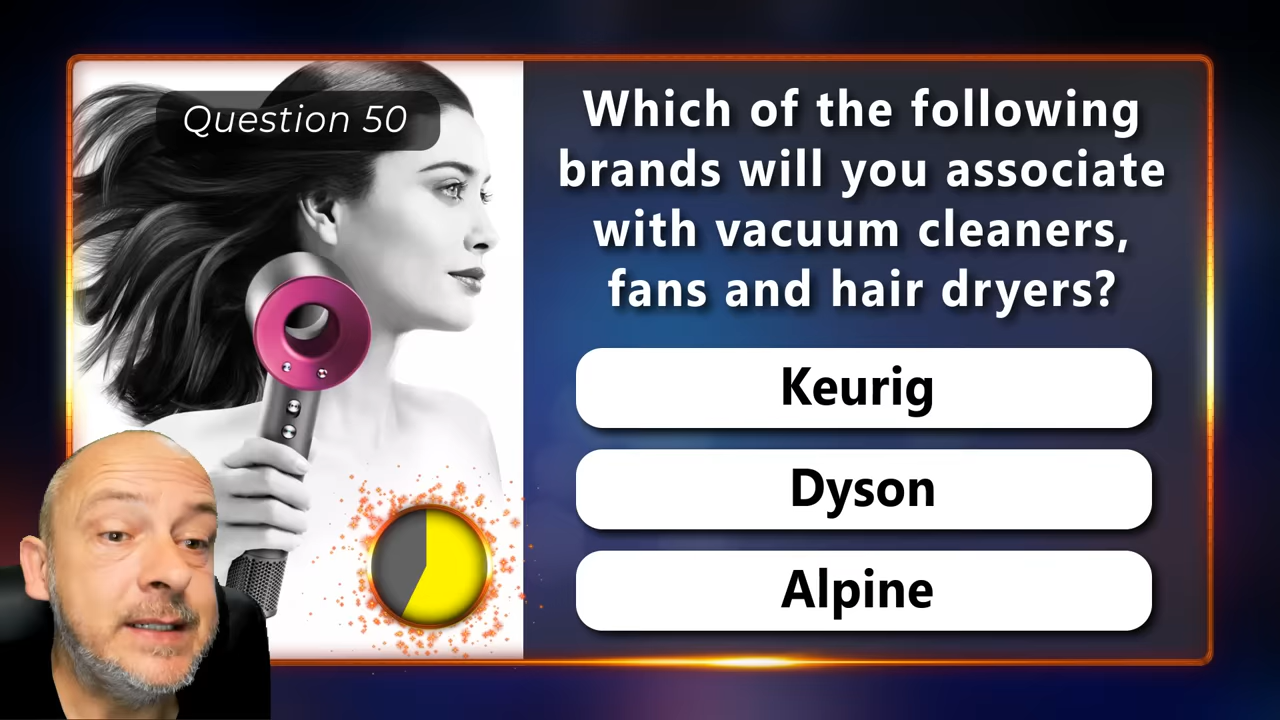 Question 50
Which of the following
brands will you associate
with vacuum cleaners,
fans and hair dryers?
Keurig
Dyson
Alpine